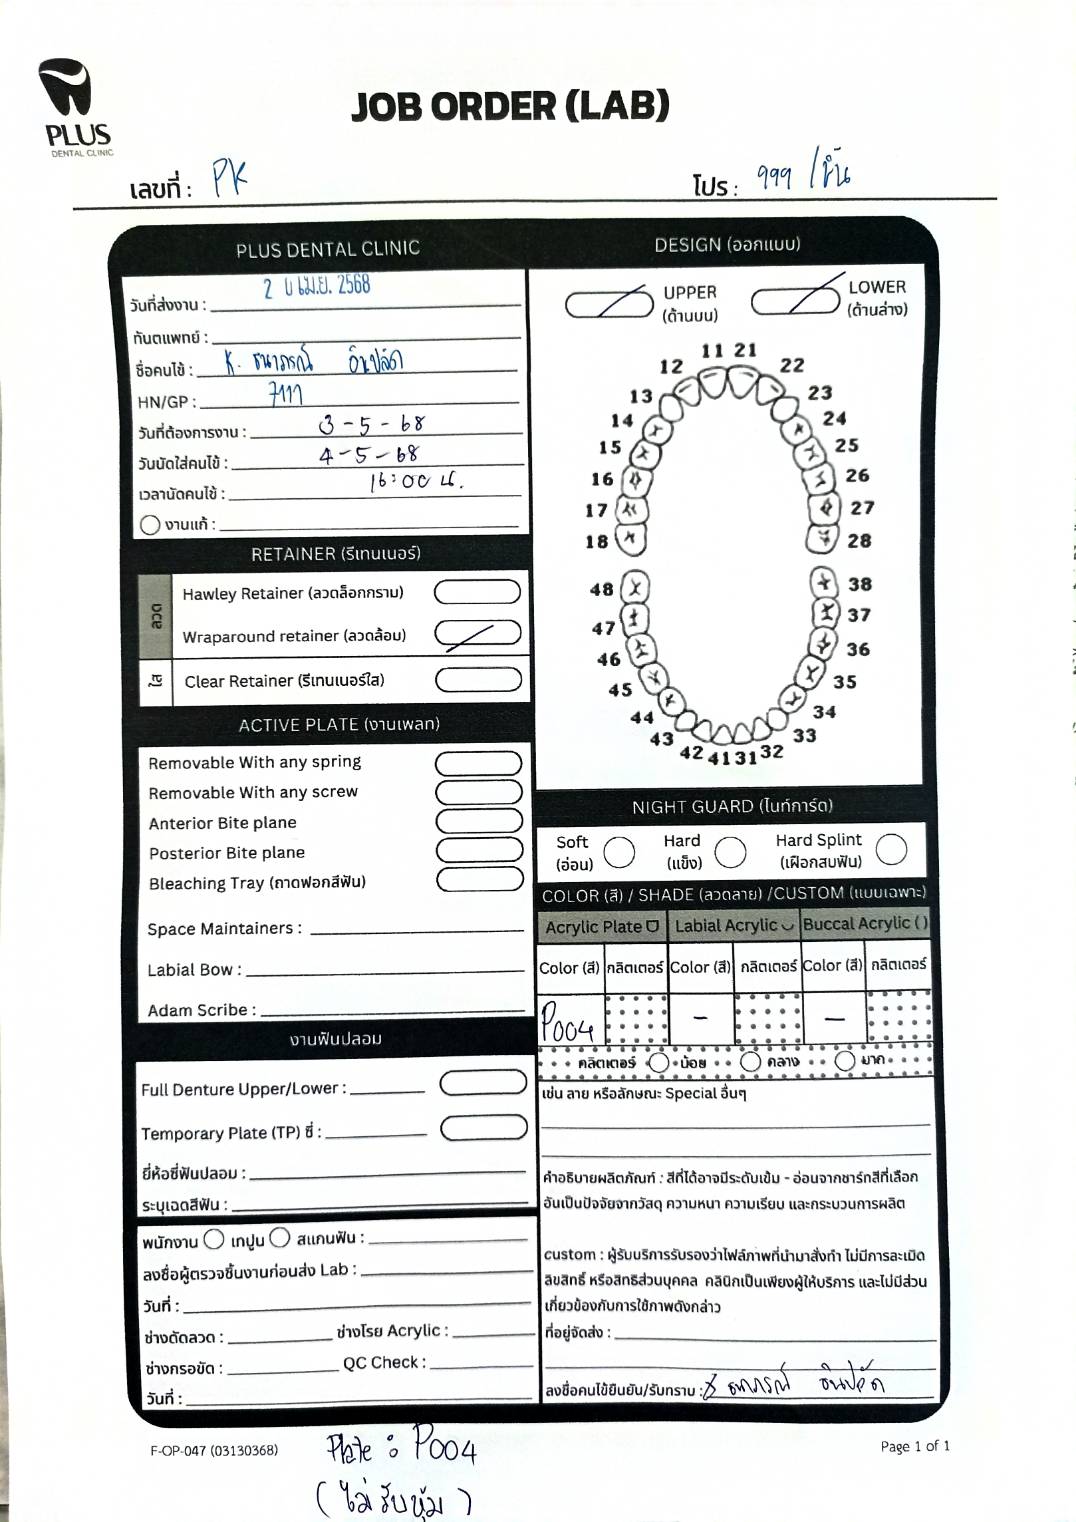 PLUS
DENTAL CLINIC
JOB ORDER (LAB)
เลขที่ : PK
โปร : 999 /ชิ้น
PLUS DENTAL CLINIC
วันที่ส่งงาน : 2 0 เม.ย. 2568
ทันตแพทย์ :
ชื่อคนไข้ : K. ธนาภรณ์ อินปลัด
HN/GP : 7117
วันที่ต้องการงาน : 3-5-68
วันนัดใส่คนไข้ : 4-5-68
เวลานัดคนไข้ : 16:00 น.
งานแก้ :
RETAINER (รีเทนเนอร์)
ลวด
Hawley Retainer (ลวดล็อกกราม)
Wraparound retainer (ลวดล้อม)
ใส
Clear Retainer (รีเทนเนอร์ใส)
ACTIVE PLATE (งานเพลท)
Removable With any spring
Removable With any screw
Anterior Bite plane
Posterior Bite plane
Bleaching Tray (ถาดฟอกสีฟัน)
Space Maintainers :
Labial Bow :
Adam Scribe :
งานฟันปลอม
Full Denture Upper/Lower :
Temporary Plate (TP) ซี่ :
ยี่ห้อซี่ฟันปลอม :
ระบุเฉดสีฟัน :
พนักงาน เทปูน สแกนฟัน :
ลงชื่อผู้ตรวจชิ้นงานก่อนส่ง Lab :
วันที่ :
ช่างดัดลวด : ช่างโรย Acrylic :
ช่างกรอขัด : QC Check :
วันที่ :
DESIGN (ออกแบบ)
UPPER
(ด้านบน)
LOWER
(ด้านล่าง)
11 21
12 22
13 23
14 24
15 25
16 26
17 27
18 28
48 38
47 37
46 36
45 35
44 34
43 33
42 41 31 32
NIGHT GUARD (ไนท์การ์ด)
Soft
(อ่อน)
Hard
(แข็ง)
Hard Splint
(เฝือกสบฟัน)
COLOR (สี) / SHADE (ลวดลาย) /CUSTOM (แบบเฉพาะ)
Acrylic Plate Labial Acrylic Buccal Acrylic ( )
Color (สี) กลิตเตอร์ Color (สี) กลิตเตอร์ Color (สี) กลิตเตอร์
P004 - -
กลิตเตอร์ น้อย กลาง มาก
เช่น ลาย หรือลักษณะ Special อื่นๆ
คำอธิบายผลิตภัณฑ์ : สีที่ได้อาจมีระดับเข้ม - อ่อนจากชาร์ทสีที่เลือก
อันเป็นปัจจัยจากวัสดุ ความหนา ความเรียบ และกระบวนการผลิต
custom : ผู้รับบริการรับรองว่าไฟล์ภาพที่นำมาสั่งทำ ไม่มีการละเมิด
ลิขสิทธิ์ หรือสิทธิส่วนบุคคล คลินิกเป็นเพียงผู้ให้บริการ และไม่มีส่วน
เกี่ยวข้องกับการใช้ภาพดังกล่าว
ที่อยู่จัดส่ง :
ลงชื่อคนไข้ยืนยัน/รับทราบ : ธนาภรณ์ อินปลัด
F-OP-047 (03130368)
Page 1 of 1
Plate : P004
(ไม่รับหุ้ม)